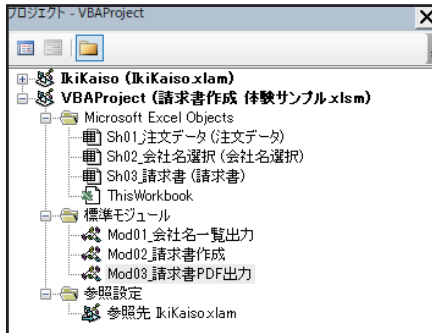 プロジェクト - VBAProject
IkiKaiso (IkiKaiso.xlam)
VBAProject (請求書作成 体験サンプル.xlsm)
Microsoft Excel Objects
Sh01_注文データ (注文データ)
Sh02_会社名選択 (会社名選択)
Sh03_請求書 (請求書)
ThisWorkbook
標準モジュール
Mod01_会社名一覧出力
Mod02_請求書作成
Mod03_請求書PDF出力
参照設定
参照先 IkiKaiso.xlam